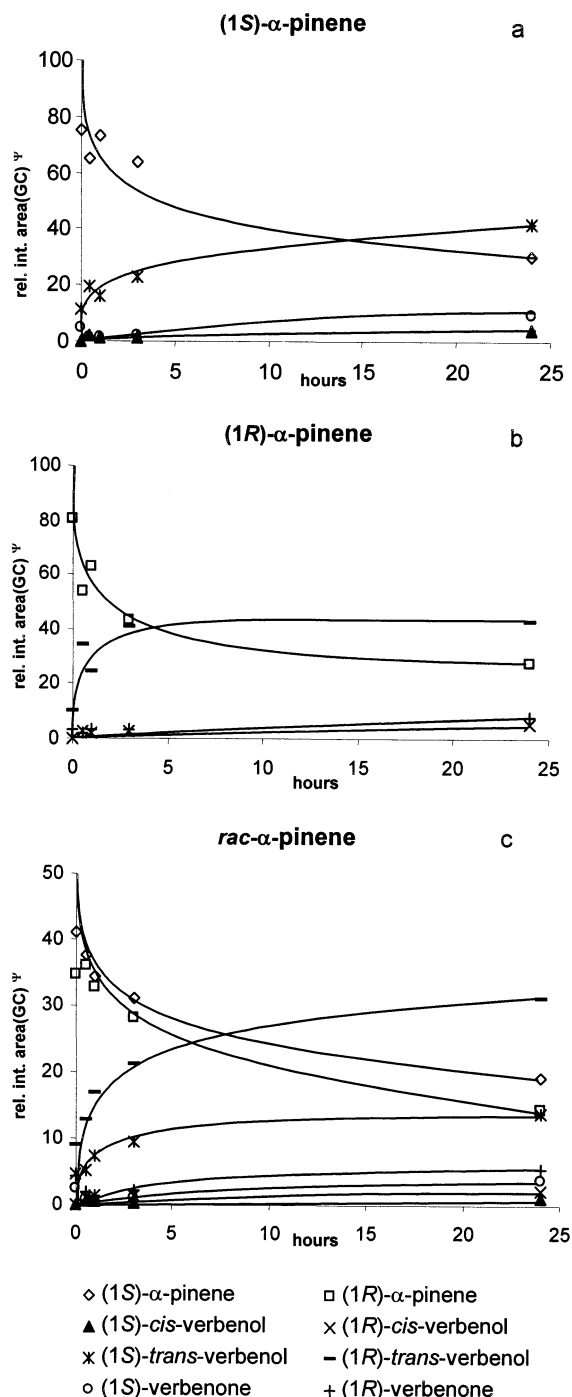 (1S)-α-pinene a
rel. int. area(GC) Ψ
100
80
60
40
20
0
0 5 10 15 20 25
hours
(1R)-α-pinene b
rel. int. area(GC) Ψ
100
80
60
40
20
0
0 5 10 15 20 25
hours
rac-α-pinene c
rel. int. area(GC) Ψ
50
40
30
20
10
0
0 5 10 15 20 25
hours
(1S)-α-pinene (1R)-α-pinene
(1S)-cis-verbenol (1R)-cis-verbenol
(1S)-trans-verbenol (1R)-trans-verbenol
(1S)-verbenone (1R)-verbenone